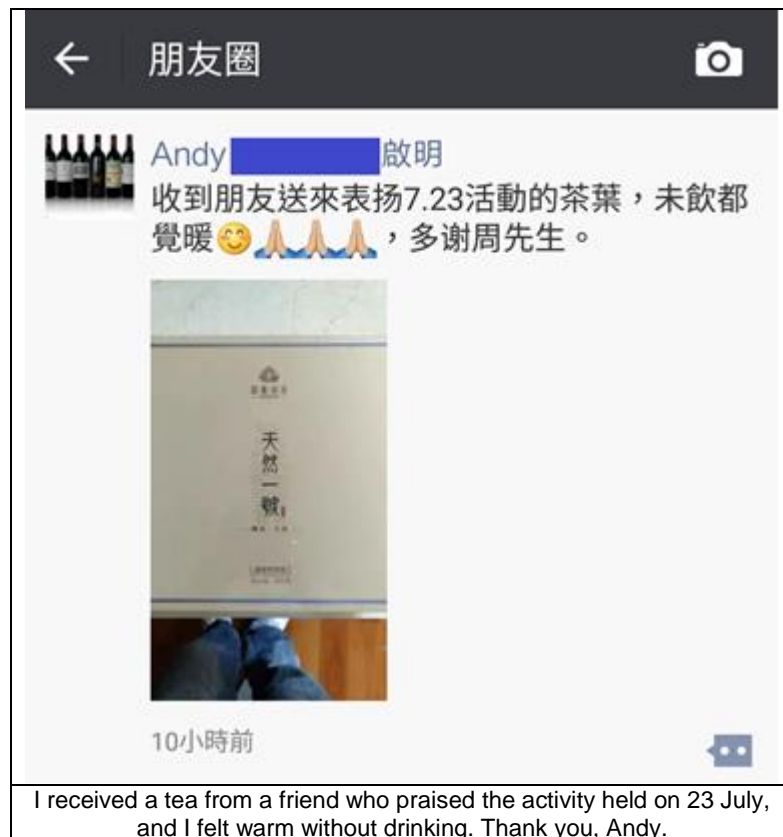 朋友圈
Andy 啟明
收到朋友送來表扬7.23活動的茶葉，未飲都
覺暖😊🙏🙏🙏，多谢周先生。
天然一號
10小時前
I received a tea from a friend who praised the activity held on 23 July,
and I felt warm without drinking. Thank you, Andy.